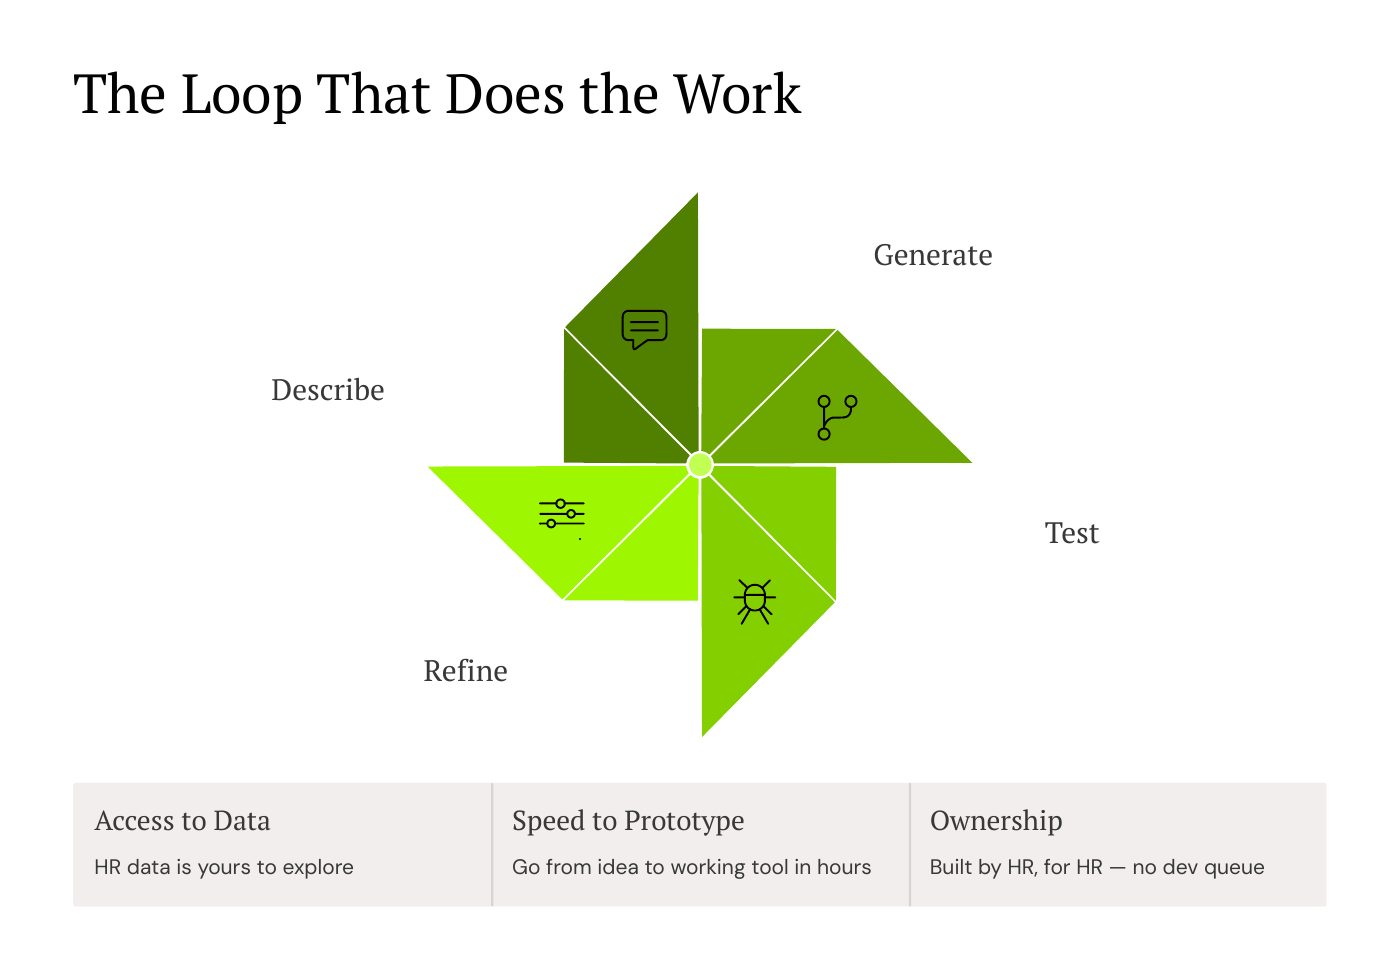 The Loop That Does the Work
Generate
Describe
Test
Refine
Access to Data
HR data is yours to explore
Speed to Prototype
Go from idea to working tool in hours
Ownership
Built by HR, for HR — no dev queue